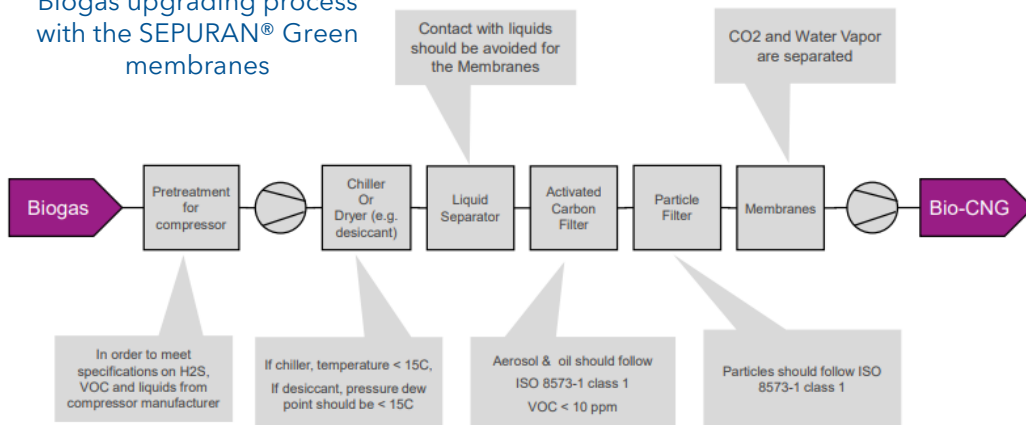 Biogas upgrading process
with the SEPURAN® Green
membranes
Contact with liquids
should be avoided for
the Membranes
CO2 and Water Vapor
are separated
Biogas
Pretreatment
for
compressor
Chiller
Or
Dryer (e.g.
desiccant)
Liquid
Separator
Activated
Carbon
Filter
Particle
Filter
Membranes
Bio-CNG
In order to meet
specifications on H2S,
VOC and liquids from
compressor manufacturer
If chiller, temperature < 15C,
If desiccant, pressure dew
point should be < 15C
Aerosol & oil should follow
ISO 8573-1 class 1
VOC < 10 ppm
Particles should follow ISO
8573-1 class 1